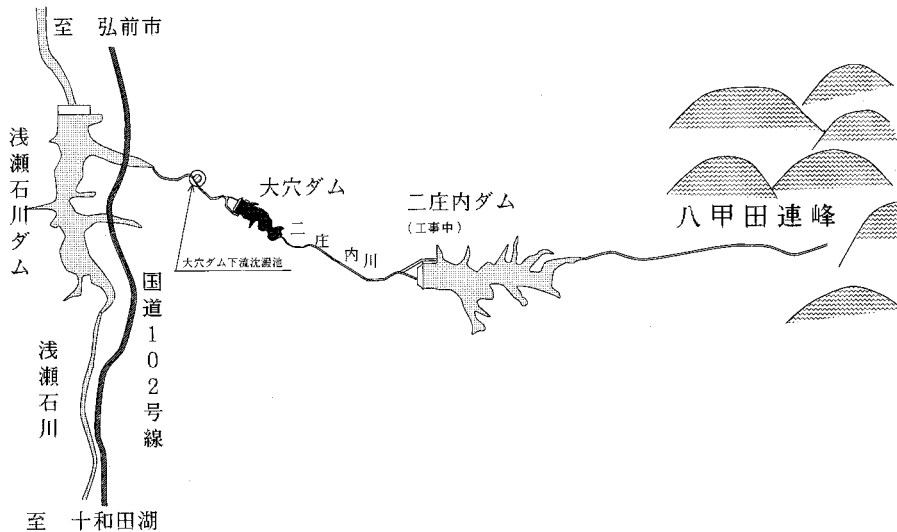 至 弘前市
浅瀬石川ダム
大穴ダム
二庄内ダム
(工事中)
八甲田連峰
二庄内川
大穴ダム下流沈澱池
国道102号線
浅瀬石川
至 十和田湖